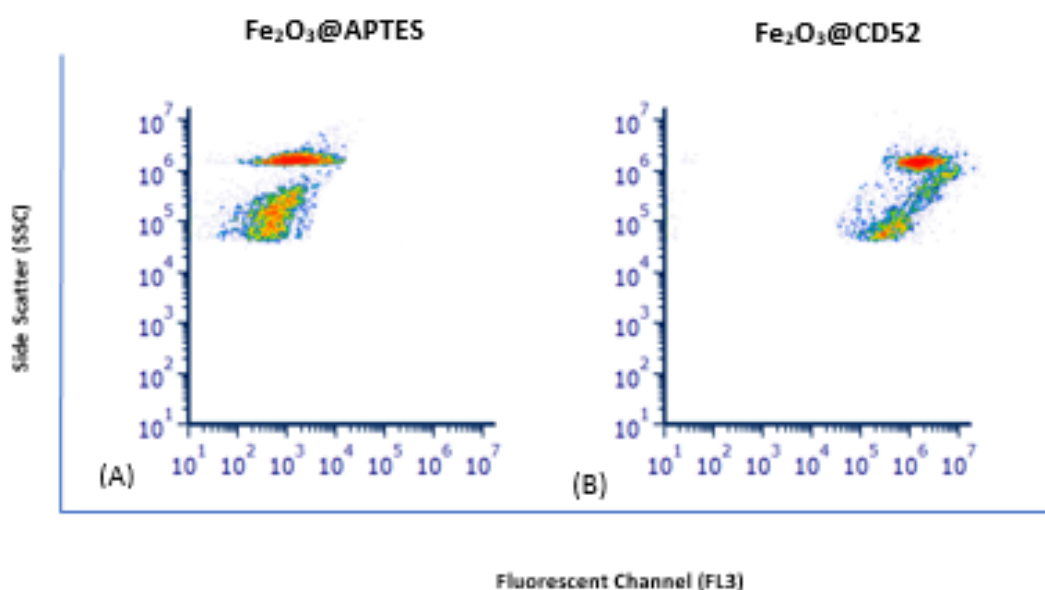 Fe₂O₃@APTES
Fe₂O₃@CD52
Side Scatter (SSC)
10⁷
10⁶
10⁵
10⁴
10³
10²
10¹
10¹ 10² 10³ 10⁴ 10⁵ 10⁶ 10⁷
(A)
10⁷
10⁶
10⁵
10⁴
10³
10²
10¹
10¹ 10² 10³ 10⁴ 10⁵ 10⁶ 10⁷
(B)
Fluorescent Channel (FL3)